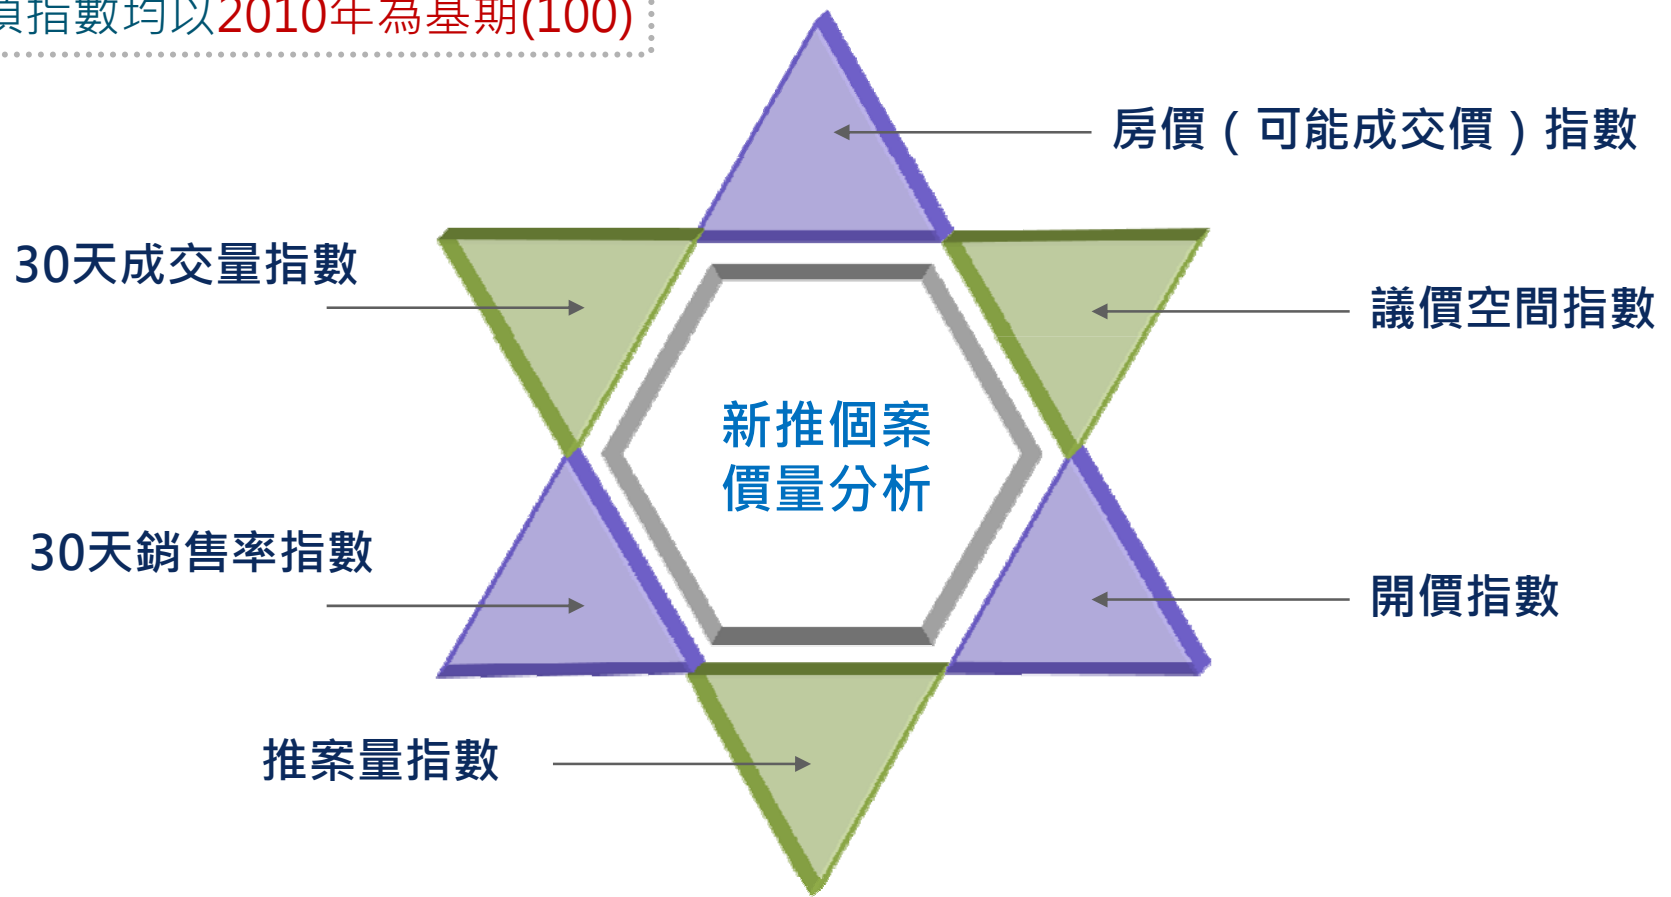 項指數均以2010年為基期(100)
房價（可能成交價）指數
30天成交量指數
議價空間指數
新推個案
價量分析
30天銷售率指數
開價指數
推案量指數